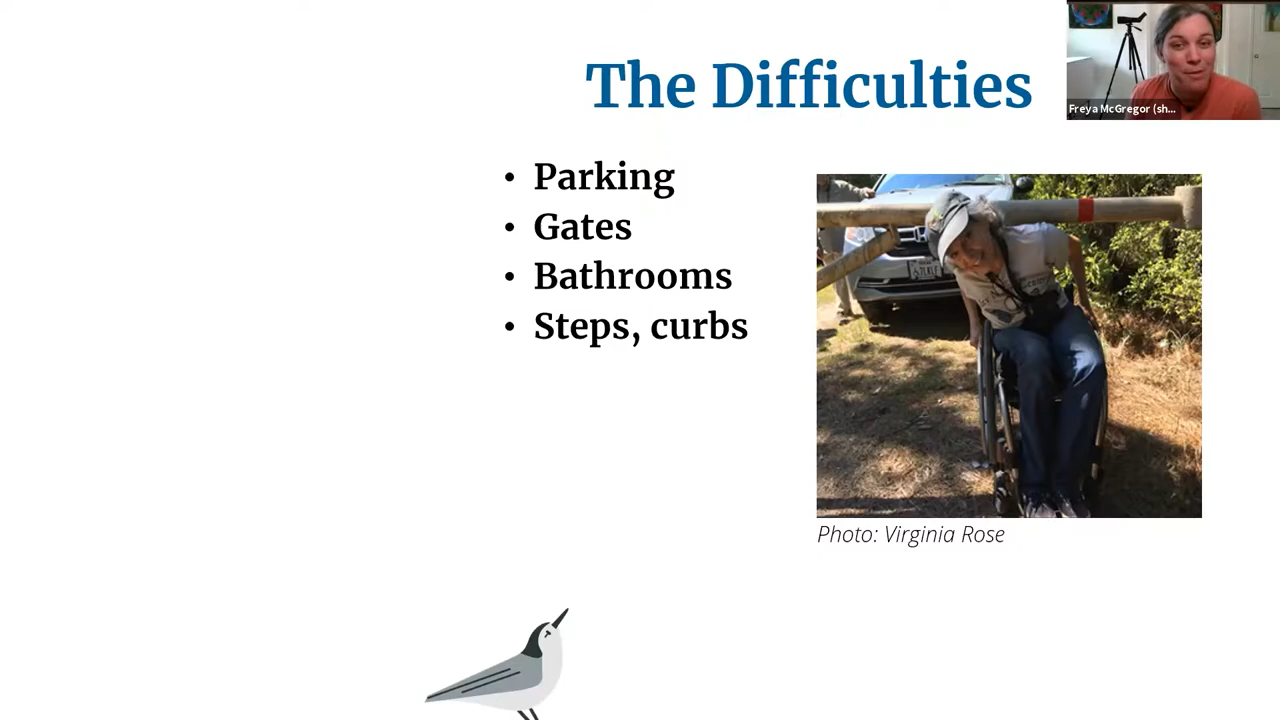 The Difficulties
Freya McGregor (sh...
• Parking
• Gates
• Bathrooms
• Steps, curbs
Photo: Virginia Rose